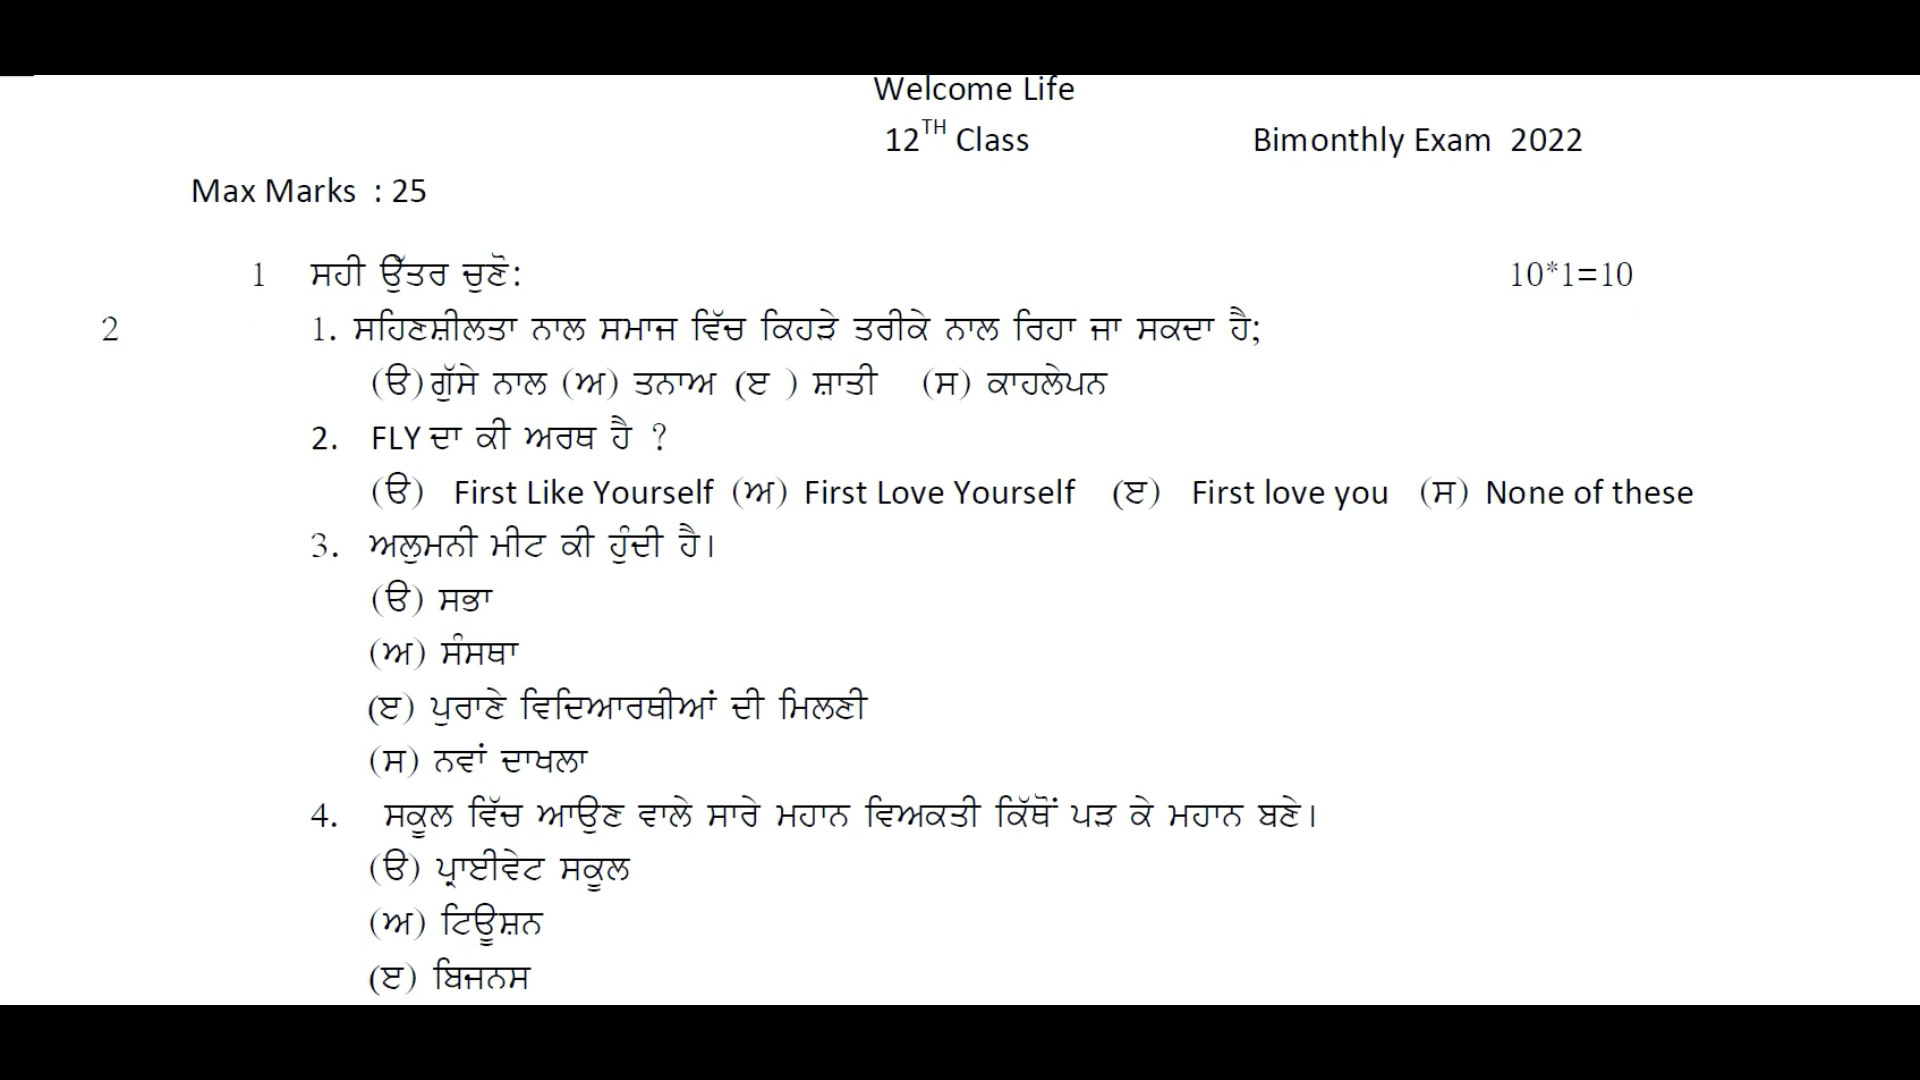 Welcome Life
12TH Class Bimonthly Exam 2022
Max Marks : 25
1 ਸਹੀ ਉੱਤਰ ਚੁਣੋ: 10*1=10
2 1. ਸਹਿਣਸ਼ੀਲਤਾ ਨਾਲ ਸਮਾਜ ਵਿੱਚ ਕਿਹੜੇ ਤਰੀਕੇ ਨਾਲ ਰਿਹਾ ਜਾ ਸਕਦਾ ਹੈ;
(ੳ) ਗੁੱਸੇ ਨਾਲ (ਅ) ਤਨਾਅ (ੲ ) ਸ਼ਾਤੀ (ਸ) ਕਾਹਲੇਪਨ
2. FLY ਦਾ ਕੀ ਅਰਥ ਹੈ ?
(ੳ) First Like Yourself (ਅ) First Love Yourself (ੲ) First love you (ਸ) None of these
3. ਅਲੁਮਨੀ ਮੀਟ ਕੀ ਹੁੰਦੀ ਹੈ।
(ੳ) ਸਭਾ
(ਅ) ਸੰਸਥਾ
(ੲ) ਪੁਰਾਣੇ ਵਿਦਿਆਰਥੀਆਂ ਦੀ ਮਿਲਣੀ
(ਸ) ਨਵਾਂ ਦਾਖਲਾ
4. ਸਕੂਲ ਵਿੱਚ ਆਉਣ ਵਾਲੇ ਸਾਰੇ ਮਹਾਨ ਵਿਅਕਤੀ ਕਿੱਥੋਂ ਪੜ ਕੇ ਮਹਾਨ ਬਣੇ।
(ੳ) ਪ੍ਰਾਈਵੇਟ ਸਕੂਲ
(ਅ) ਟਿਊਸ਼ਨ
(ੲ) ਬਿਜਨਸ